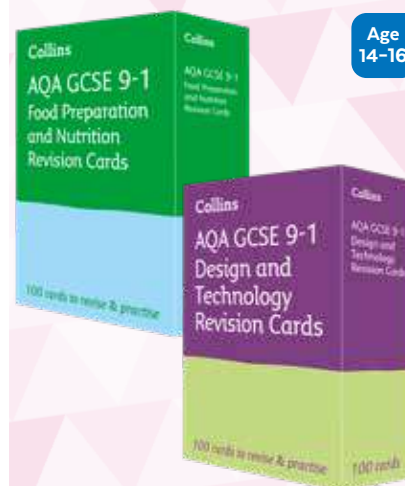 Age
14-16
Collins
AQA GCSE 9-1
Food Preparation
and Nutrition
Revision Cards
100 cards to revise & practise
Collins
AQA GCSE 9-1
Food Preparation
and Nutrition
Revision Cards
Collins
AQA GCSE 9-1
Design and
Technology
Revision Cards
100 cards to revise & practise
Collins
AQA GCSE 9-1
Design and
Technology
Revision Cards
100 cards